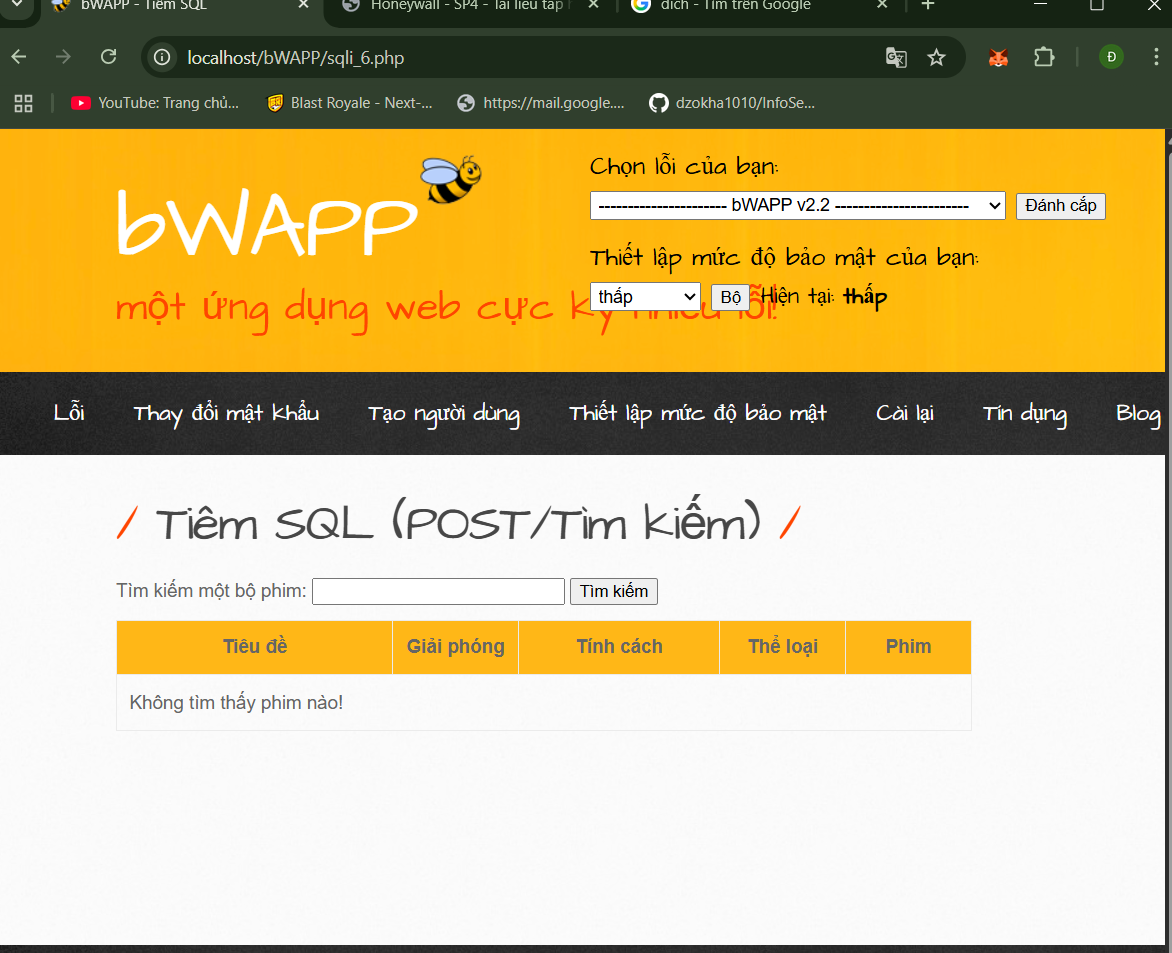 bWAPP - Tiêm SQL
Honeywall - SP4 - Tài liệu tập
dich - Tìm trên Google
localhost/bWAPP/sqli_6.php
Đ
YouTube: Trang chủ...
Blast Royale - Next-...
https://mail.google....
dzokha1010/InfoSe...
bWAPP
một ứng dụng web cực kỳ nhiều lỗi!
Chọn lỗi của bạn:
---------------------- bWAPP v2.2 -----------------------
Đánh cắp
Thiết lập mức độ bảo mật của bạn:
thấp
Bộ
Hiện tại: thấp
Lỗi
Thay đổi mật khẩu
Tạo người dùng
Thiết lập mức độ bảo mật
Cài lại
Tín dụng
Blog
/ Tiêm SQL (POST/Tìm kiếm) /
Tìm kiếm một bộ phim:
Tìm kiếm
Tiêu đề Giải phóng Tính cách Thể loại Phim
Không tìm thấy phim nào!